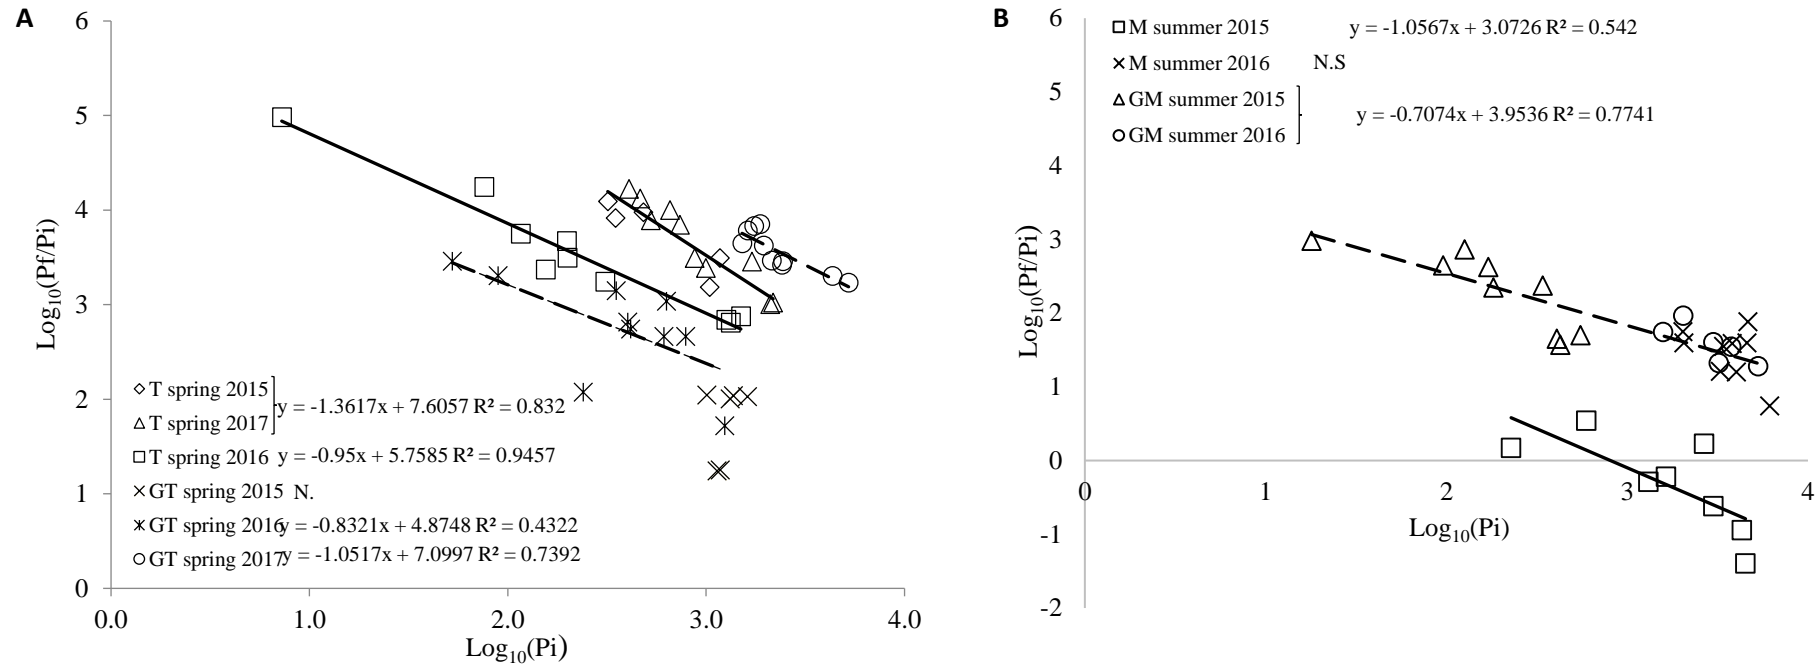 A
6
5
4
3
2
1
0
Log10(Pf/Pi)
T spring 2015
T spring 2017
y = -1.3617x + 7.6057 R² = 0.832
T spring 2016 y = -0.95x + 5.7585 R² = 0.9457
GT spring 2015 N.
GT spring 2016 y = -0.8321x + 4.8748 R² = 0.4322
GT spring 2017 y = -1.0517x + 7.0997 R² = 0.7392
0.0 1.0 2.0 3.0 4.0
Log10(Pi)
B
M summer 2015 y = -1.0567x + 3.0726 R² = 0.542
M summer 2016 N.S
GM summer 2015
GM summer 2016
y = -0.7074x + 3.9536 R² = 0.7741
6
5
4
3
2
1
0
-1
-2
Log10(Pf/Pi)
0 1 2 3 4
Log10(Pi)